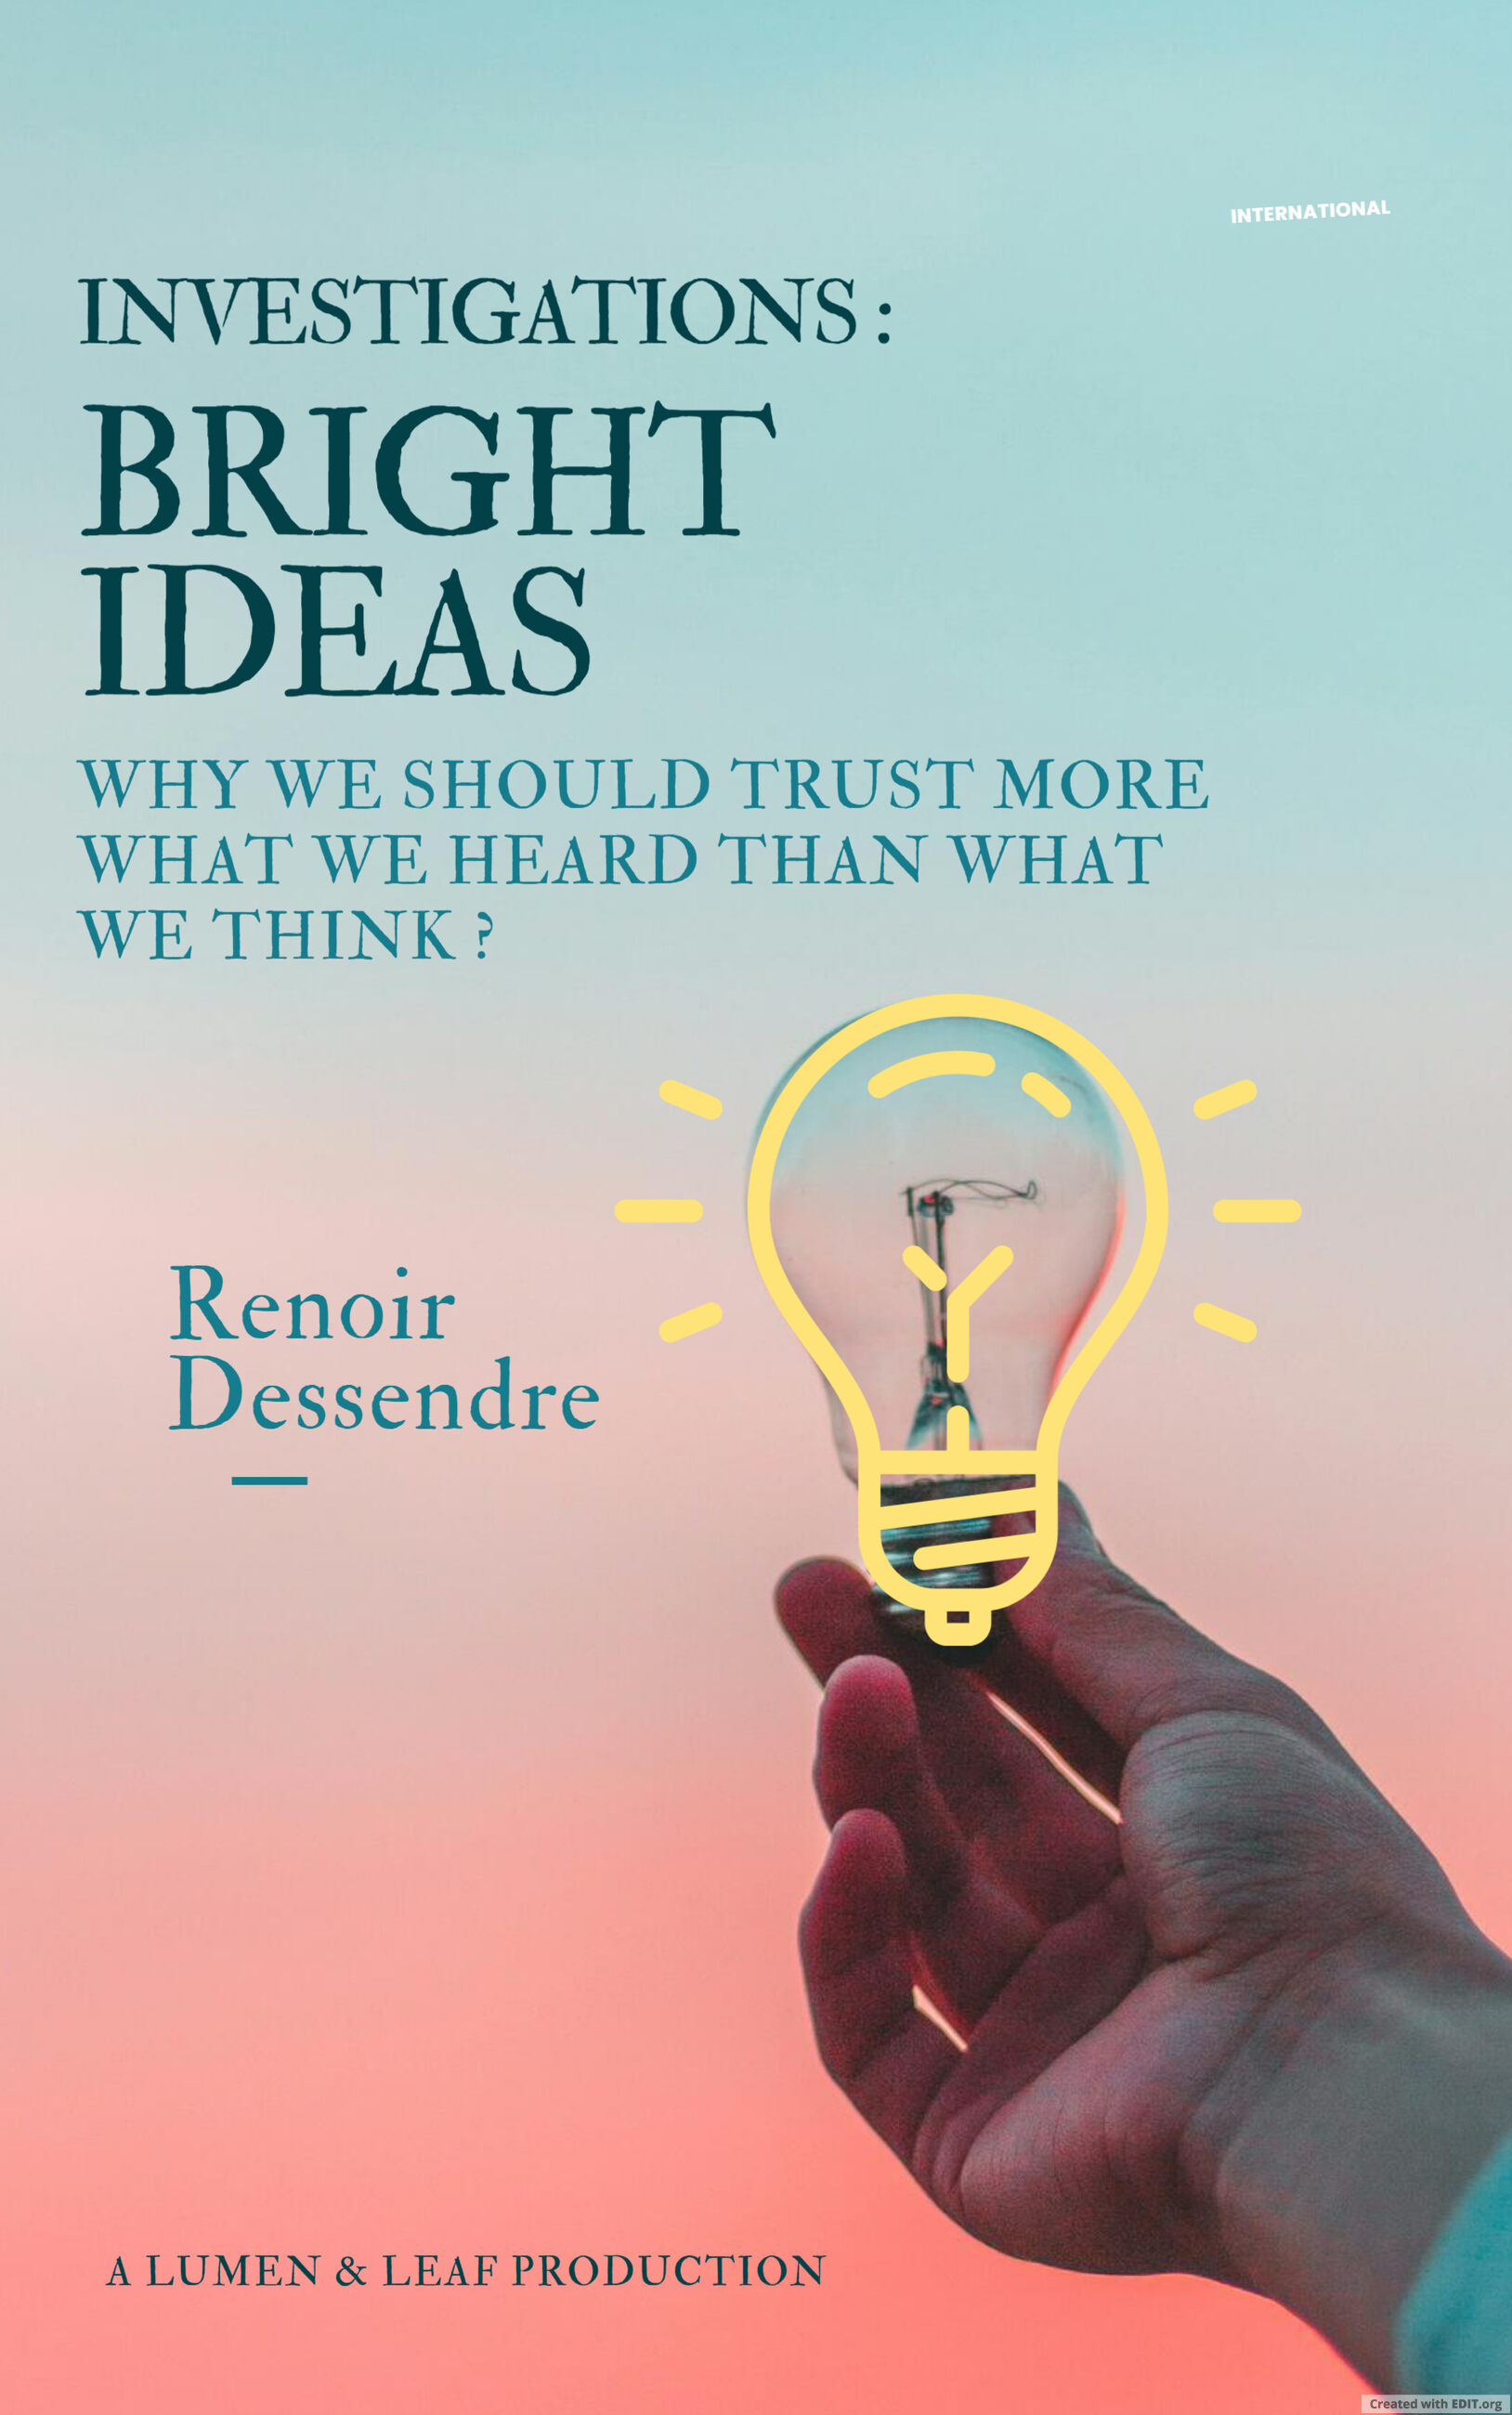 INTERNATIONAL
INVESTIGATIONS :
BRIGHT
IDEAS
WHY WE SHOULD TRUST MORE
WHAT WE HEARD THAN WHAT
WE THINK ?
Renoir
Dessendre
A LUMEN & LEAF PRODUCTION
Created with EDIT.org